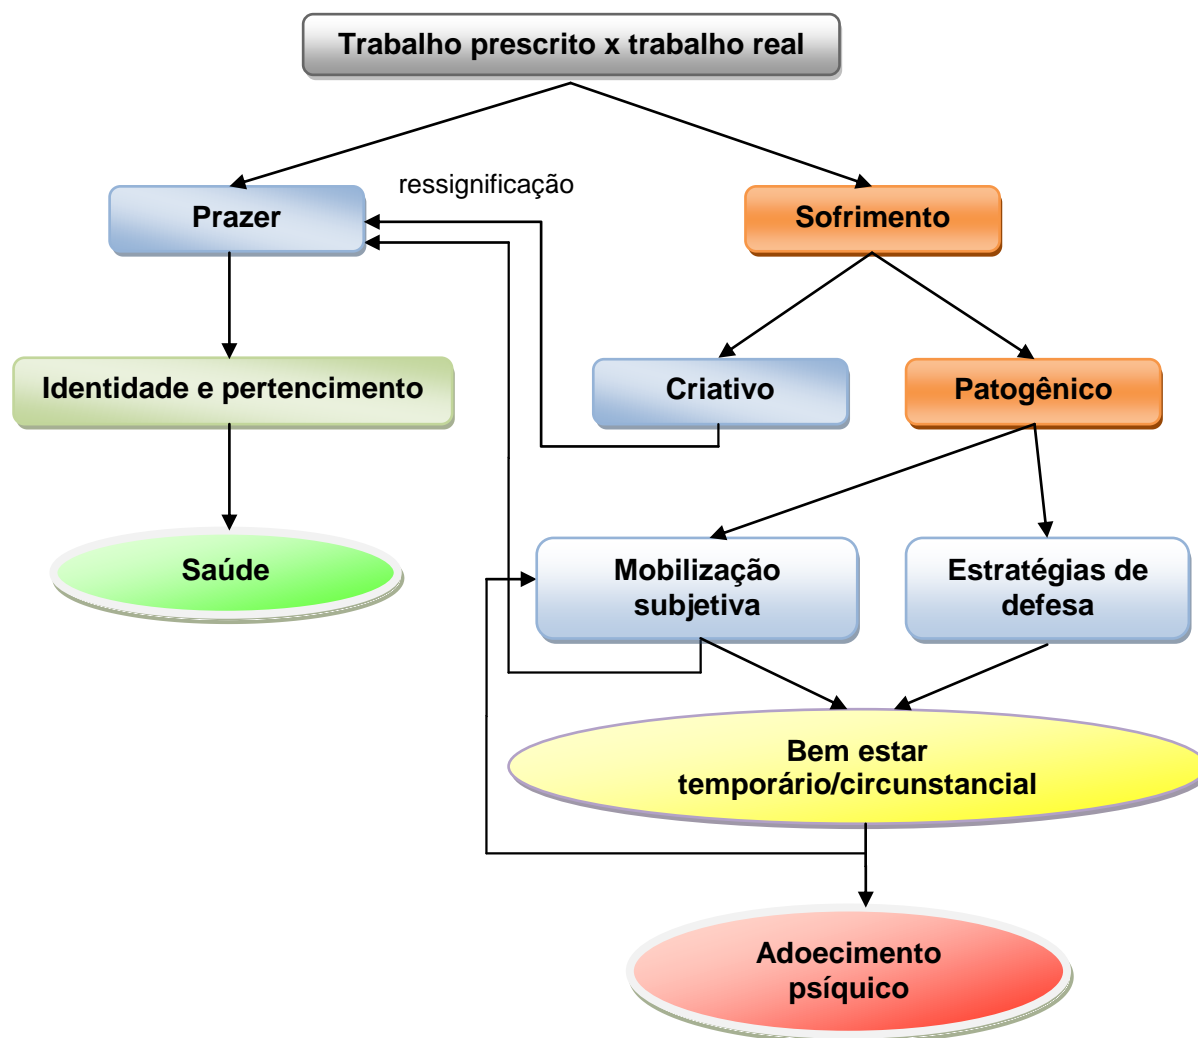 Trabalho prescrito x trabalho real
ressignificação
Prazer
Sofrimento
Identidade e pertencimento
Criativo
Patogênico
Saúde
Mobilização
subjetiva
Estratégias de
defesa
Bem estar
temporário/circunstancial
Adoecimento
psíquico